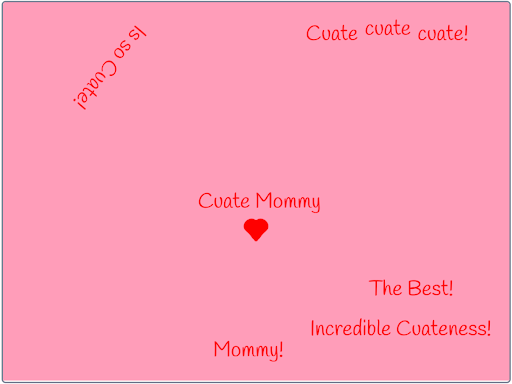 Is so Cuate!
Cuate cuate cuate!
Cuate Mommy
The Best!
Incredible Cuateness!
Mommy!